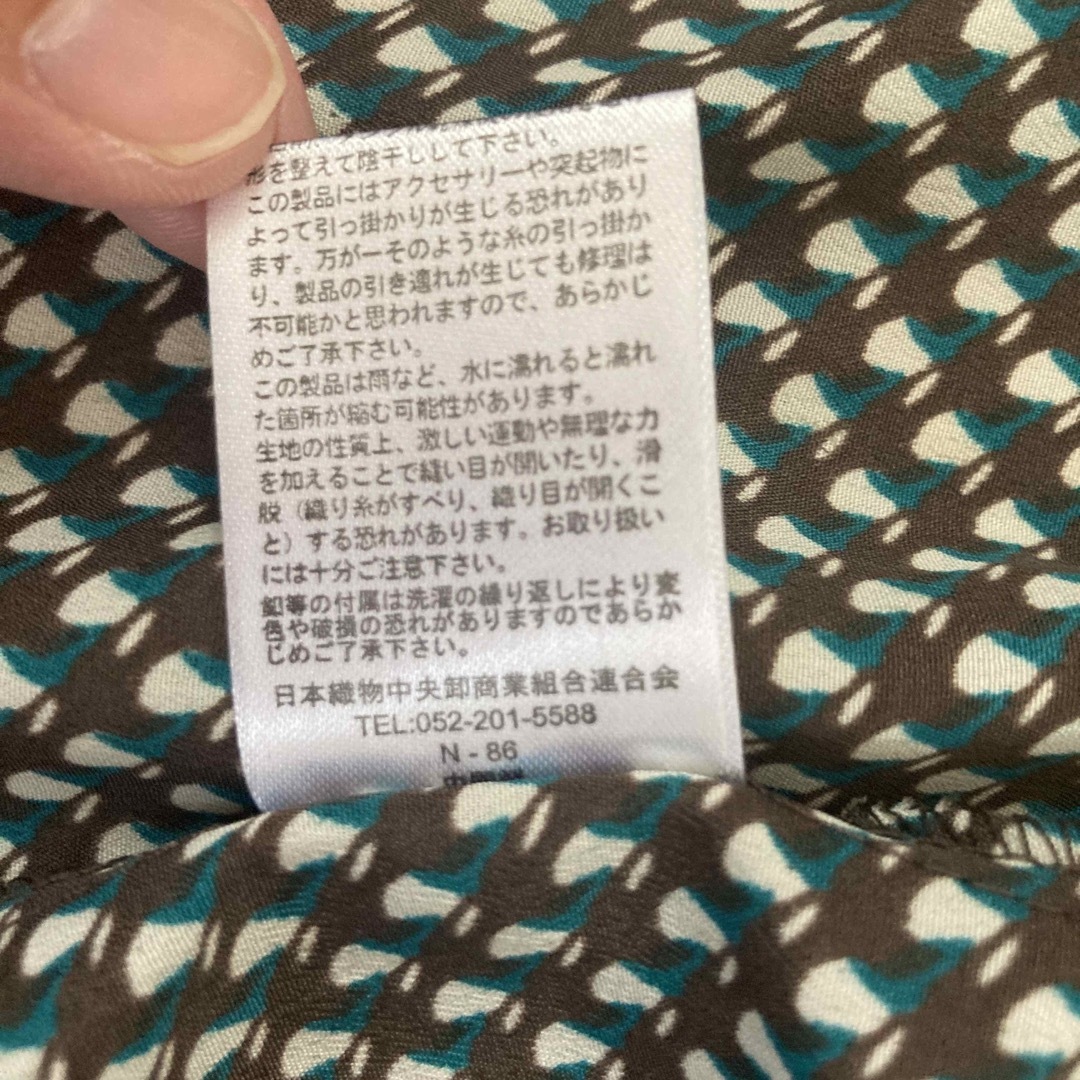 形を整えて陰干しして下さい。
この製品にはアクセサリーや突起物に
よって引っ掛かりが生じる恐れがあり
ます。万が一そのような糸の引っ掛か
り、製品の引き連れが生じても修理は
不可能かと思われますので、あらかじ
めご了承下さい。
この製品は雨など、水に濡れると濡れ
た箇所が縮む可能性があります。
生地の性質上、激しい運動や無理な力
を加えることで縫い目が開いたり、滑
脱（織り糸がすべり、織り目が開くこ
と）する恐れがあります。お取り扱い
には十分ご注意下さい。
釦等の付属は洗濯の繰り返しにより変
色や破損の恐れがありますのであらか
じめご了承下さい。
日本織物中央卸商業組合連合会
TEL:052-201-5588
N - 86